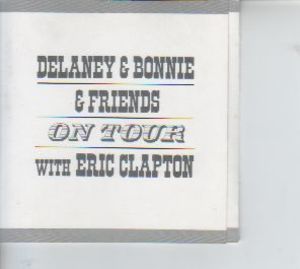 DELANEY & BONNIE
& FRIENDS
ON TOUR
WITH ERIC CLAPTON